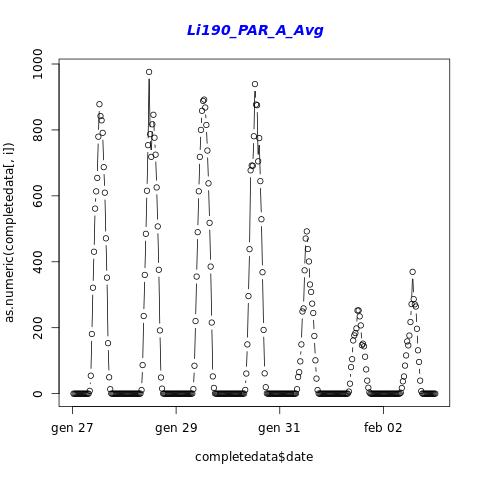 Li190_PAR_A_Avg
as.numeric(completedata[, i])
1000
800
600
400
200
0
gen 27
gen 29
gen 31
feb 02
completedata$date